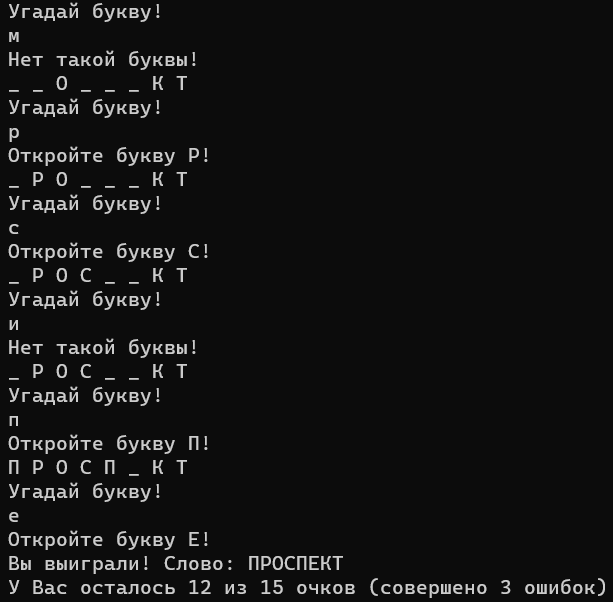 Угадай букву!
м
Нет такой буквы!
_ _ О _ _ _ К Т
Угадай букву!
р
Откройте букву Р!
_ Р О _ _ _ К Т
Угадай букву!
с
Откройте букву С!
_ Р О С _ _ К Т
Угадай букву!
и
Нет такой буквы!
_ Р О С _ _ К Т
Угадай букву!
п
Откройте букву П!
П Р О С П _ К Т
Угадай букву!
е
Откройте букву Е!
Вы выиграли! Слово: ПРОСПЕКТ
У Вас осталось 12 из 15 очков (совершено 3 ошибок)